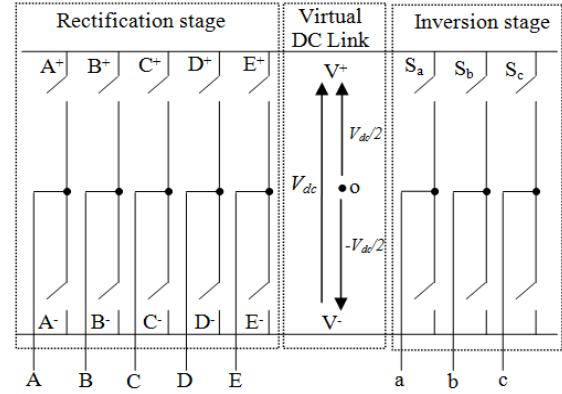 Rectification stage
Virtual
DC Link
Inversion stage
A+ B+ C+ D+ E+
V+
Sa Sb Sc
Vdc/2
Vdc
o
-Vdc/2
A- B- C- D- E-
V-
A B C D E
a b c